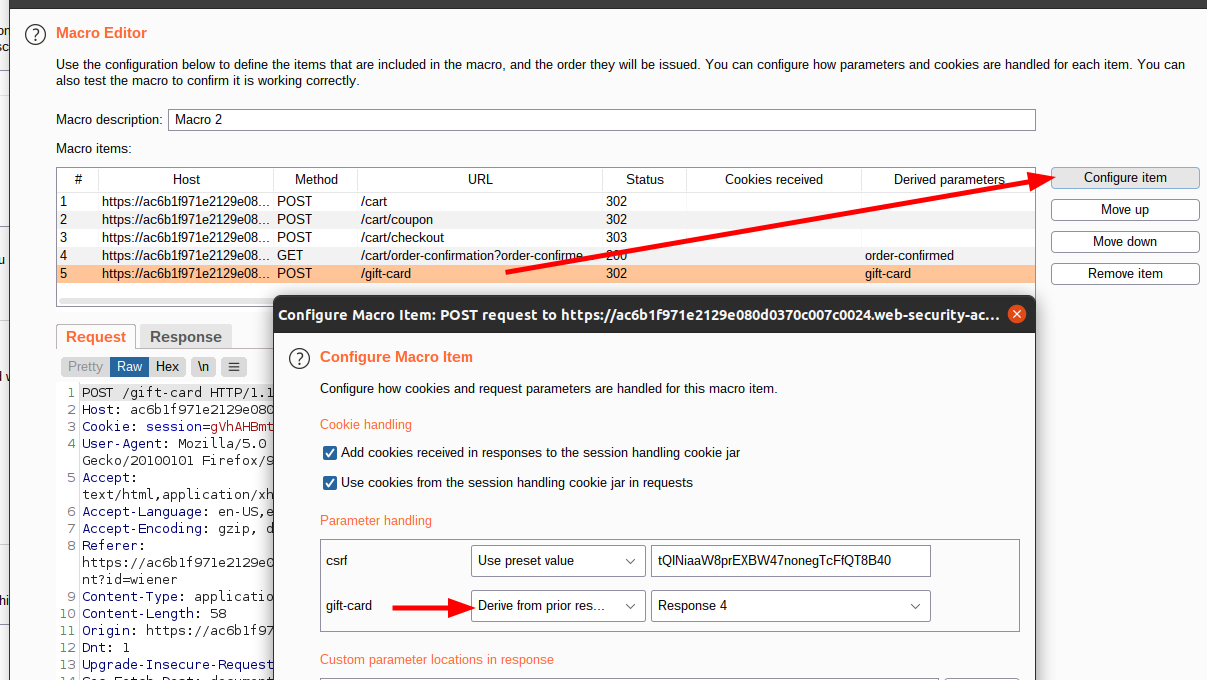 Macro Editor
Use the configuration below to define the items that are included in the macro, and the order they will be issued. You can configure how parameters and cookies are handled for each item. You can
also test the macro to confirm it is working correctly.
Macro description: Macro 2
Macro items:
# Host Method URL Status Cookies received Derived parameters
1 https://ac6b1f971e2129e08... POST /cart 302
2 https://ac6b1f971e2129e08... POST /cart/coupon 302
3 https://ac6b1f971e2129e08... POST /cart/checkout 303
4 https://ac6b1f971e2129e08... GET /cart/order-confirmation?order-confirme... 200 order-confirmed
5 https://ac6b1f971e2129e08... POST /gift-card 302 gift-card
Configure item
Move up
Move down
Remove item
Request Response
Pretty Raw Hex \n
1 POST /gift-card HTTP/1.1
2 Host: ac6b1f971e2129e080
3 Cookie: session=gVhAHBmt
4 User-Agent: Mozilla/5.0
Gecko/20100101 Firefox/9
5 Accept:
text/html,application/xh
6 Accept-Language: en-US,e
7 Accept-Encoding: gzip, d
8 Referer:
https://ac6b1f971e2129e0
nt?id=wiener
9 Content-Type: applicatio
10 Content-Length: 58
11 Origin: https://ac6b1f97
12 Dnt: 1
13 Upgrade-Insecure-Request
Configure Macro Item: POST request to https://ac6b1f971e2129e080d0370c007c0024.web-security-ac...
Configure Macro Item
Configure how cookies and request parameters are handled for this macro item.
Cookie handling
Add cookies received in responses to the session handling cookie jar
Use cookies from the session handling cookie jar in requests
Parameter handling
csrf Use preset value tQlNiaaW8prEXBW47nonegTcFfQT8B40
gift-card Derive from prior res... Response 4
Custom parameter locations in response